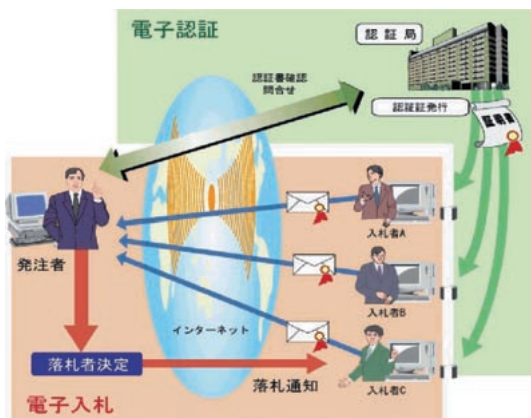 電子認証
認証局
認証書確認
問合せ
認証証発行
証明書
入札者A
発注者
入札者B
インターネット
落札者決定
落札通知
入札者C
電子入札